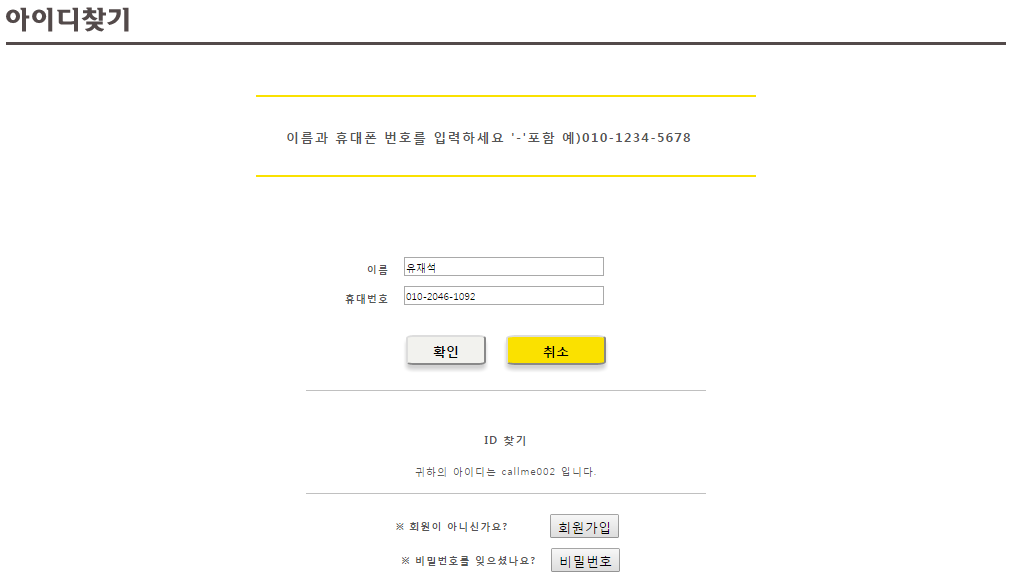 아이디찾기
이름과 휴대폰 번호를 입력하세요 '-'포함 예)010-1234-5678
이름 유재석
휴대번호 010-2046-1092
확인 취소
ID 찾기
귀하의 아이디는 callme002 입니다.
※ 회원이 아니신가요? 회원가입
※ 비밀번호를 잊으셨나요? 비밀번호